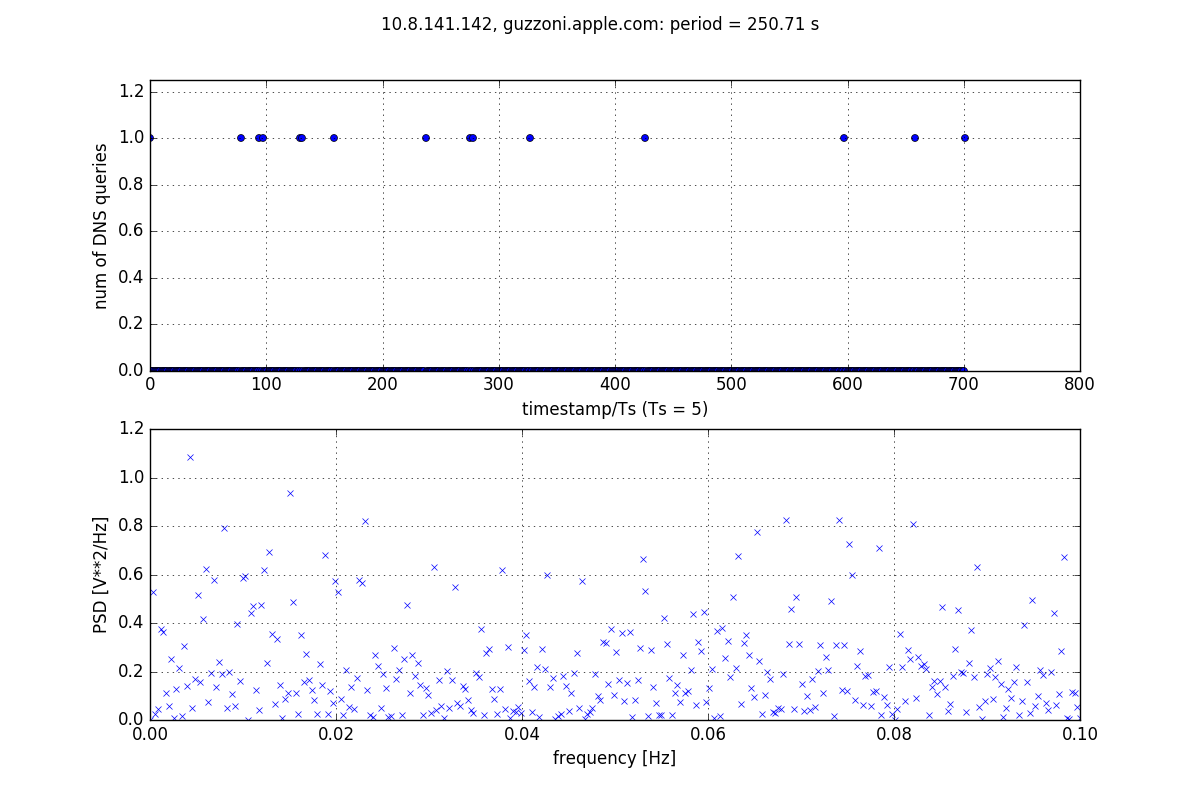 10.8.141.142, guzzoni.apple.com: period = 250.71 s
1.2
1.0
0.8
0.6
0.4
0.2
0.0
num of DNS queries
0 100 200 300 400 500 600 700 800
timestamp/Ts (Ts = 5)
1.2
1.0
0.8
0.6
0.4
0.2
0.0
PSD [V**2/Hz]
0.00 0.02 0.04 0.06 0.08 0.10
frequency [Hz]